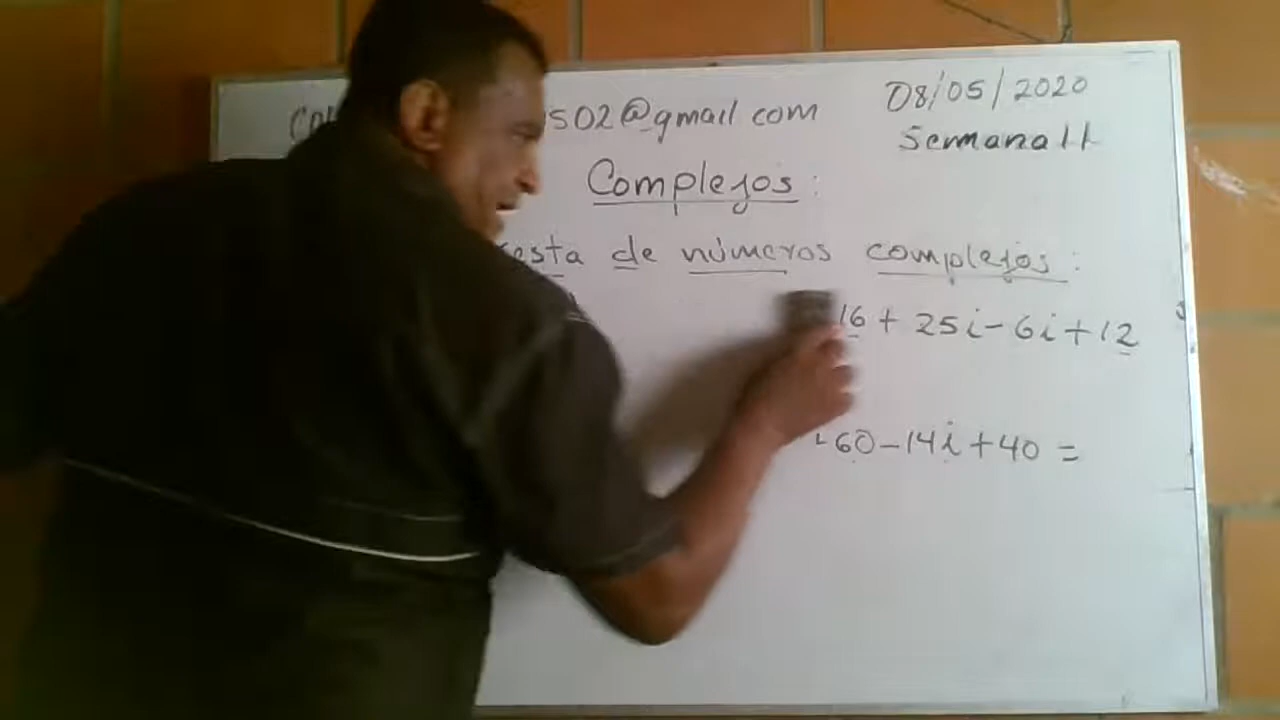 08/05/2020
502@gmail com
Semana 11
Complejos:
esta de números complejos:
16 + 25i - 6i + 12
-60 - 14i + 40 =